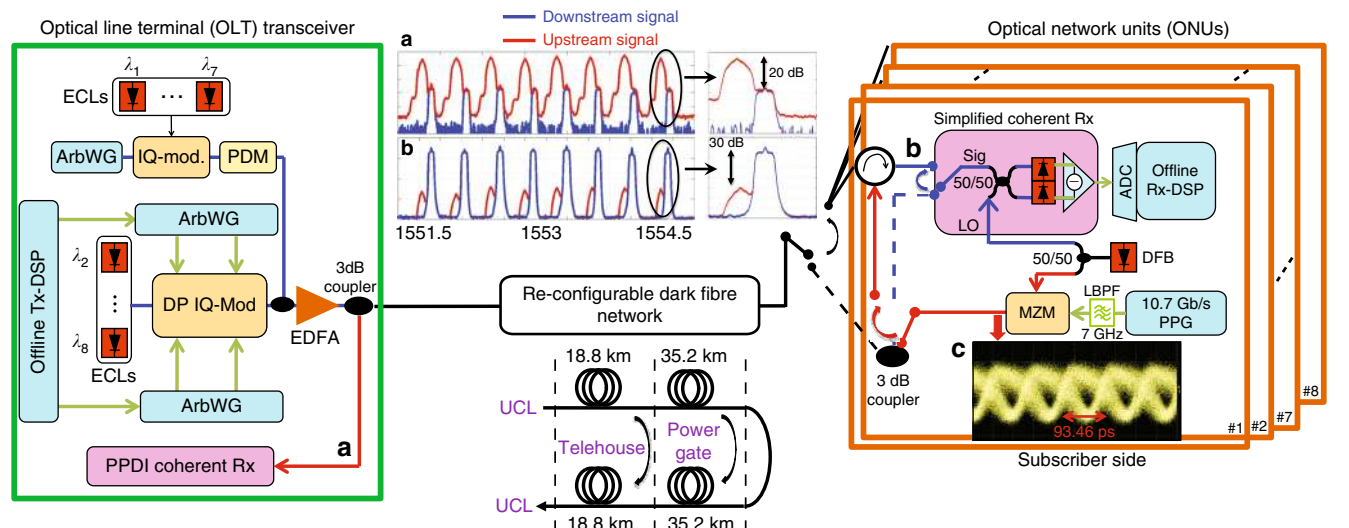 Optical line terminal (OLT) transceiver
λ1
λ7
ECLs
ArbWG
IQ-mod.
PDM
ArbWG
Offline Tx-DSP
λ2
λ8
ECLs
DP IQ-Mod
EDFA
3dB
coupler
ArbWG
PPDI coherent Rx
a
Downstream signal
Upstream signal
a
20 dB
b
30 dB
1551.5
1553
1554.5
Re-configurable dark fibre
network
18.8 km
35.2 km
UCL
Telehouse
Power
gate
UCL
18.8 km
35.2 km
Optical network units (ONUs)
Simplified coherent Rx
b
Sig
50/50
LO
ADC
Offline
Rx-DSP
50/50
DFB
MZM
LBPF
7 GHz
10.7 Gb/s
PPG
3 dB
coupler
c
93.46 ps
#1
#2
#7
#8
Subscriber side